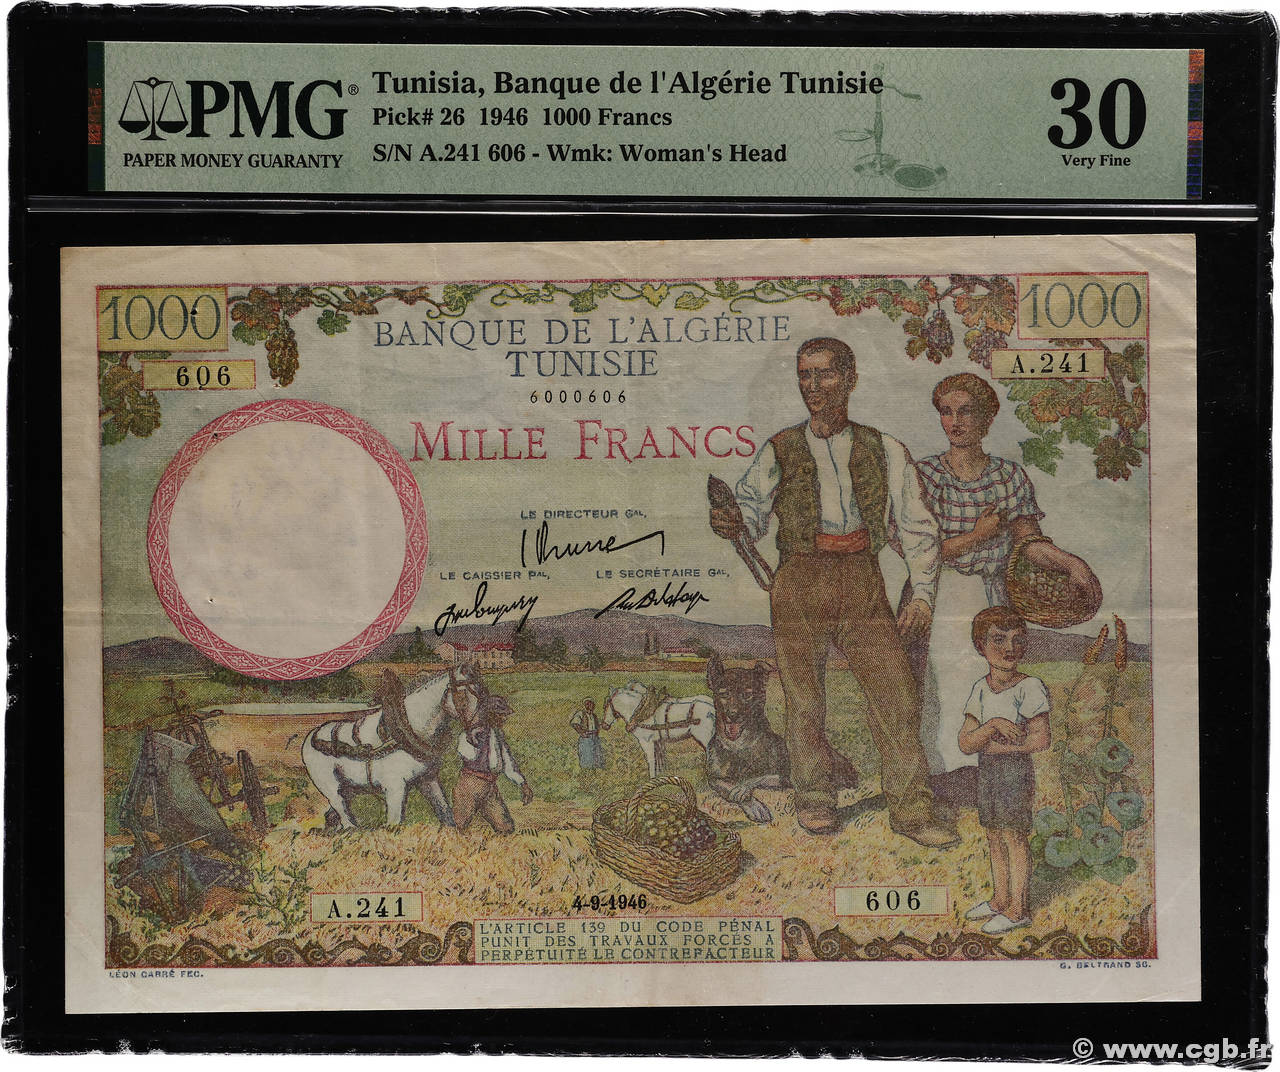 PMG®
PAPER MONEY GUARANTY
Tunisia, Banque de l'Algérie Tunisie
Pick# 26 1946 1000 Francs
S/N A.241 606 - Wmk: Woman's Head
30
Very Fine
1000
1000
BANQUE DE L'ALGÉRIE
TUNISIE
606
A.241
6000606
MILLE FRANCS
LE DIRECTEUR GAL,
LE CAISSIER PAL,
LE SECRÉTAIRE GAL,
A.241
4-9-1946
606
L'ARTICLE 139 DU CODE PÉNAL
PUNIT DES TRAVAUX FORCÉS À
PERPÉTUITÉ LE CONTREFACTEUR
LÉON CARRÉ FEC.
G. BELTRAND SC.
© www.cgb.fr